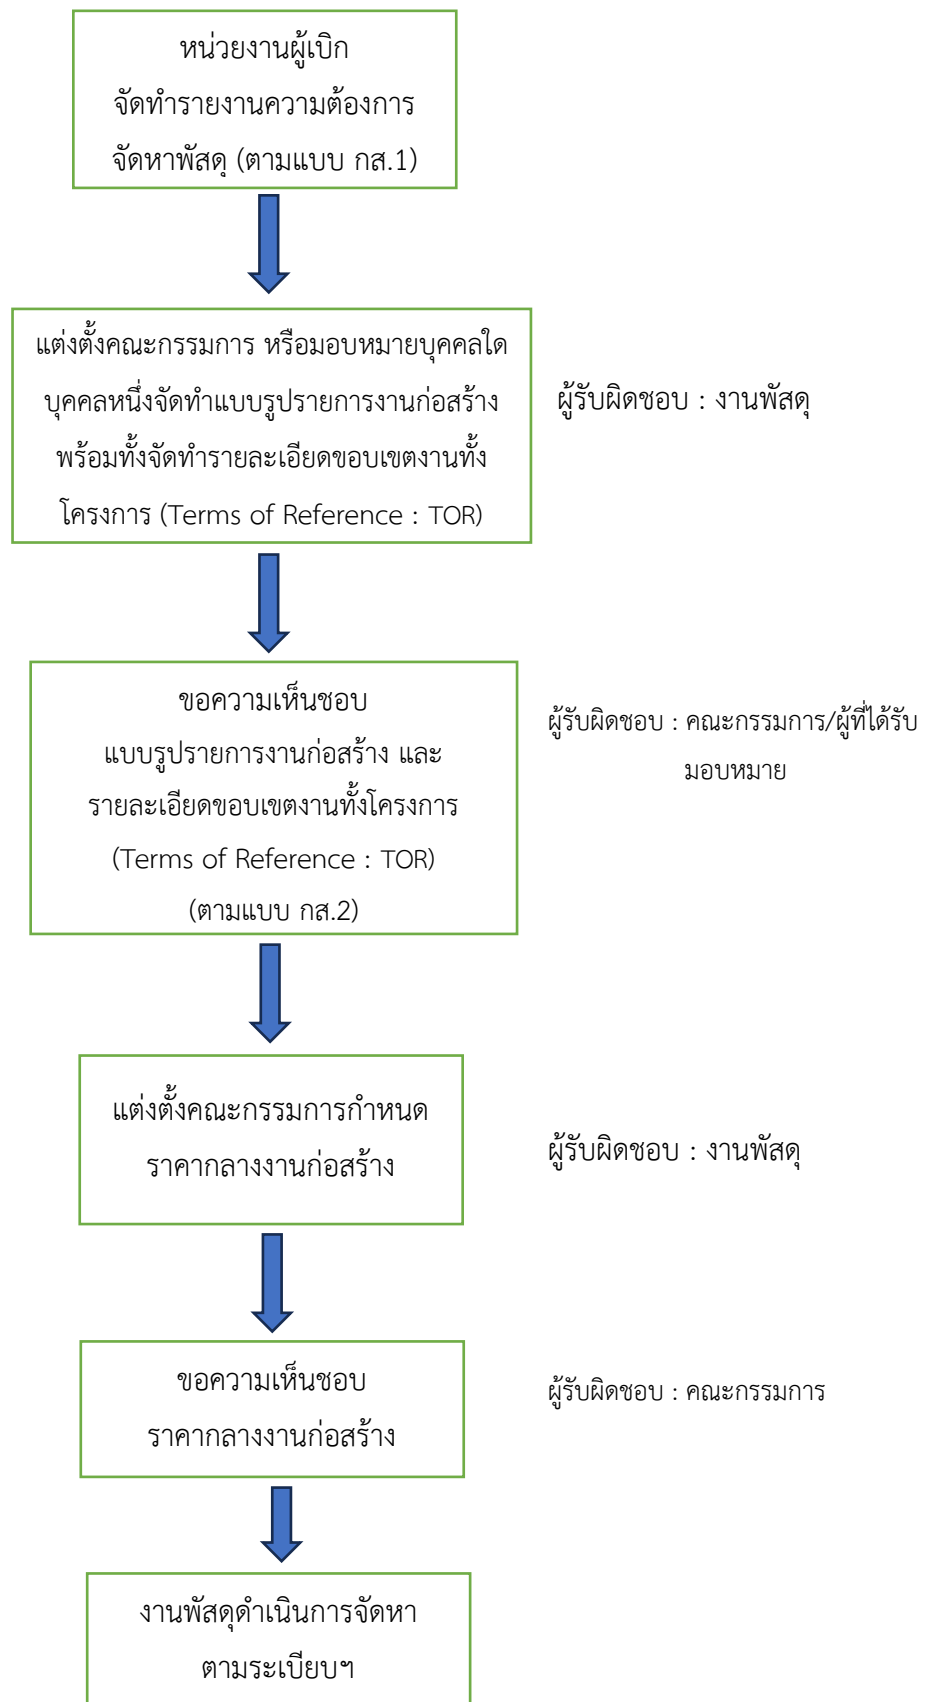 หน่วยงานผู้เบิก
จัดทำรายงานความต้องการ
จัดหาพัสดุ (ตามแบบ กส.1)
แต่งตั้งคณะกรรมการ หรือมอบหมายบุคคลใด
บุคคลหนึ่งจัดทำแบบรูปรายการงานก่อสร้าง
พร้อมทั้งจัดทำรายละเอียดขอบเขตงานทั้ง
โครงการ (Terms of Reference : TOR)
ผู้รับผิดชอบ : งานพัสดุ
ขอความเห็นชอบ
แบบรูปรายการงานก่อสร้าง และ
รายละเอียดขอบเขตงานทั้งโครงการ
(Terms of Reference : TOR)
(ตามแบบ กส.2)
ผู้รับผิดชอบ : คณะกรรมการ/ผู้ที่ได้รับ
มอบหมาย
แต่งตั้งคณะกรรมการกำหนด
ราคากลางงานก่อสร้าง
ผู้รับผิดชอบ : งานพัสดุ
ขอความเห็นชอบ
ราคากลางงานก่อสร้าง
ผู้รับผิดชอบ : คณะกรรมการ
งานพัสดุดำเนินการจัดหา
ตามระเบียบฯ